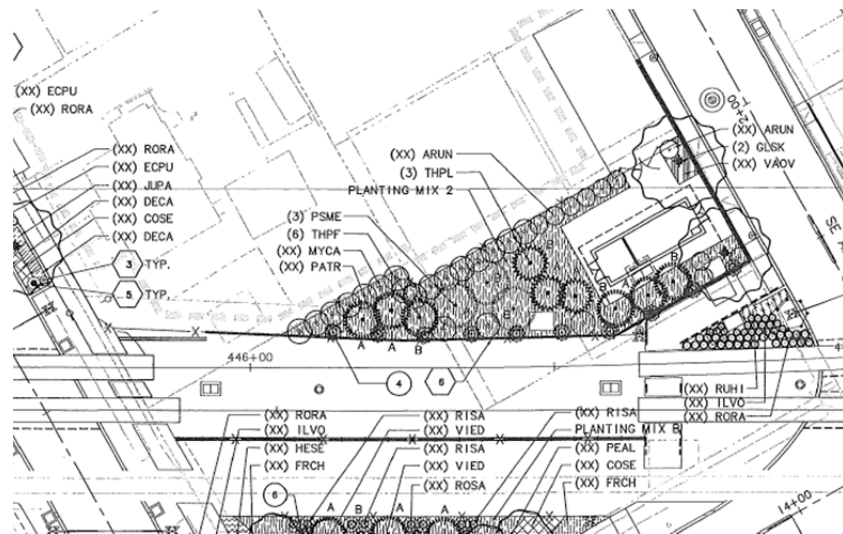 (XX) ECPU
(XX) RORA
(XX) RORA
(XX) ECPU
(XX) JUPA
(XX) DECA
(XX) COSE
(XX) DECA
3 TYP.
5 TYP.
(XX) ARUN
(3) THPL
PLANTING MIX 2
(3) PSME
(6) THPF
(XX) MYCA
(XX) PATR
(XX) ARUN
(2) GLSK
(XX) VAOV
B
B
B
A
A
B
446+00
4
6
(XX) RUHI
(XX) ILVO
(XX) RORA
(XX) RORA
(XX) ILVO
(XX) HESE
(XX) FRCH
(XX) RISA
(XX) VIED
(XX) RISA
(XX) VIED
(XX) ROSA
(XX) RISA
PLANTING MIX B
(XX) PEAL
(XX) COSE
(XX) FRCH
6
A
B
A
A
14+00